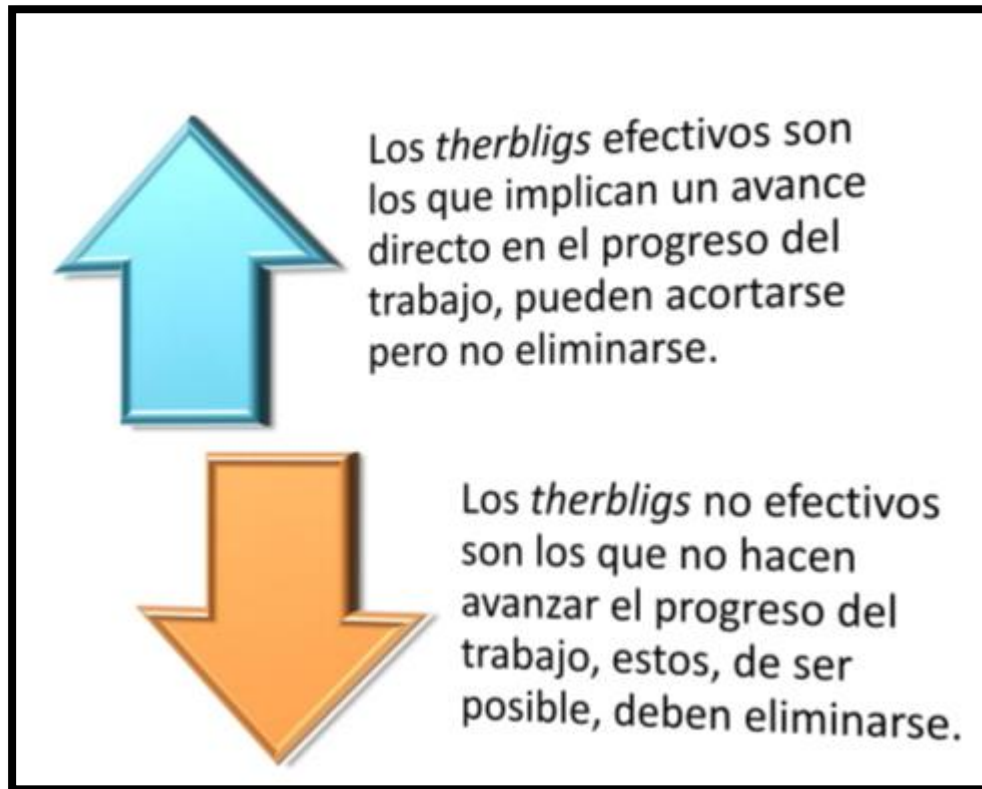 Los therbligs efectivos son
los que implican un avance
directo en el progreso del
trabajo, pueden acortarse
pero no eliminarse.
Los therbligs no efectivos
son los que no hacen
avanzar el progreso del
trabajo, estos, de ser
posible, deben eliminarse.